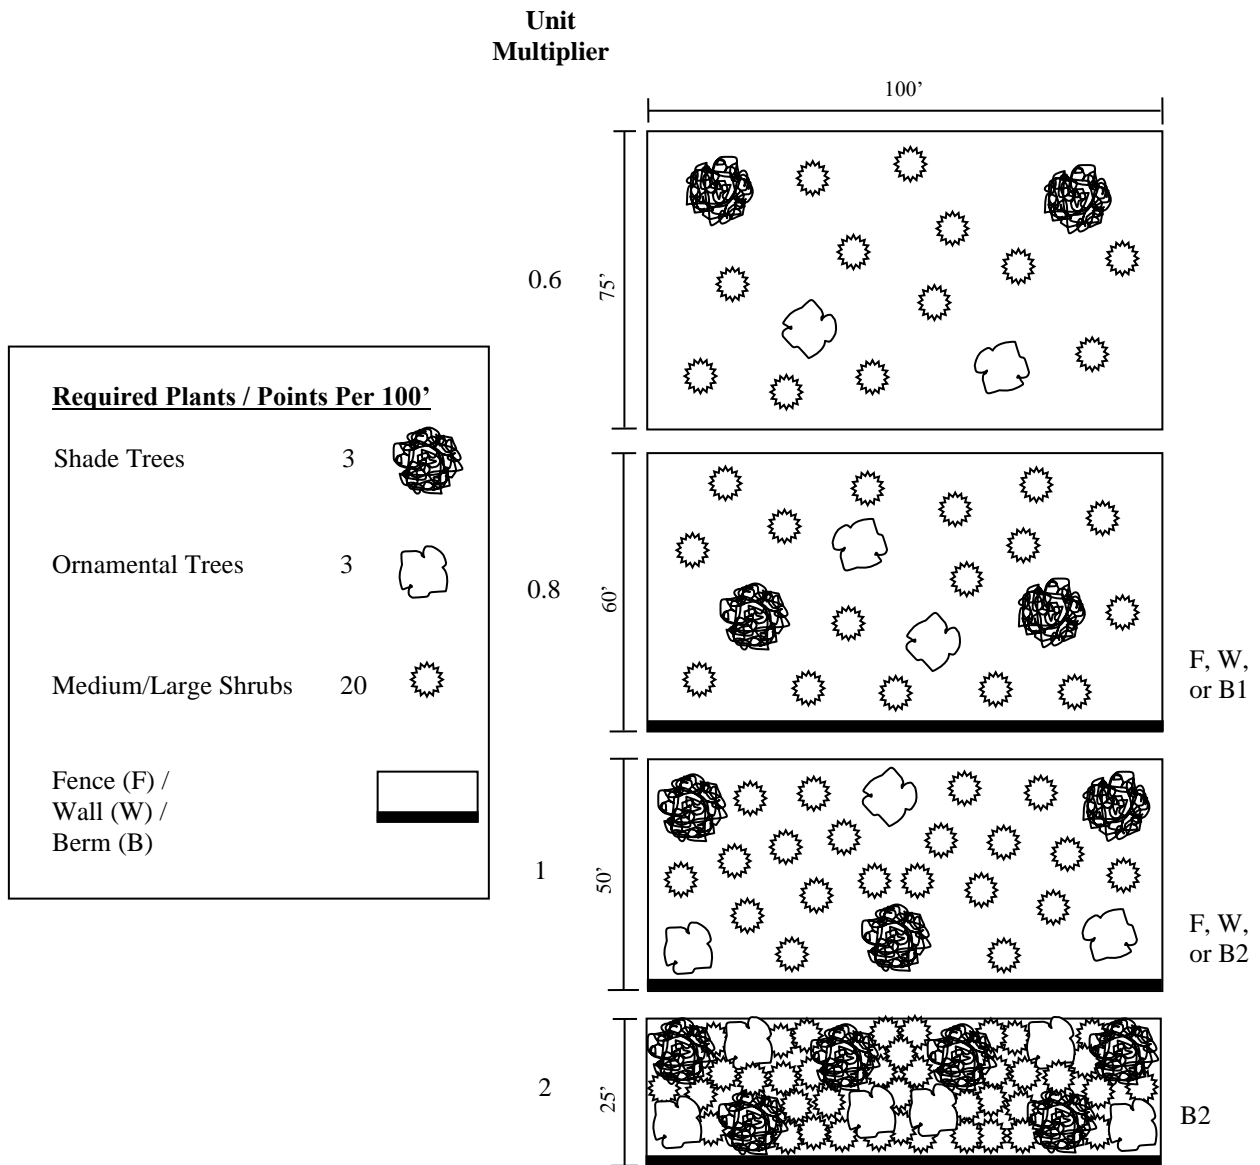 Unit
Multiplier
100’
0.6
75’
Required Plants / Points Per 100’
Shade Trees 3
Ornamental Trees 3
Medium/Large Shrubs 20
Fence (F) /
Wall (W) /
Berm (B)
0.8
60’
F, W,
or B1
1
50’
F, W,
or B2
2
25’
B2